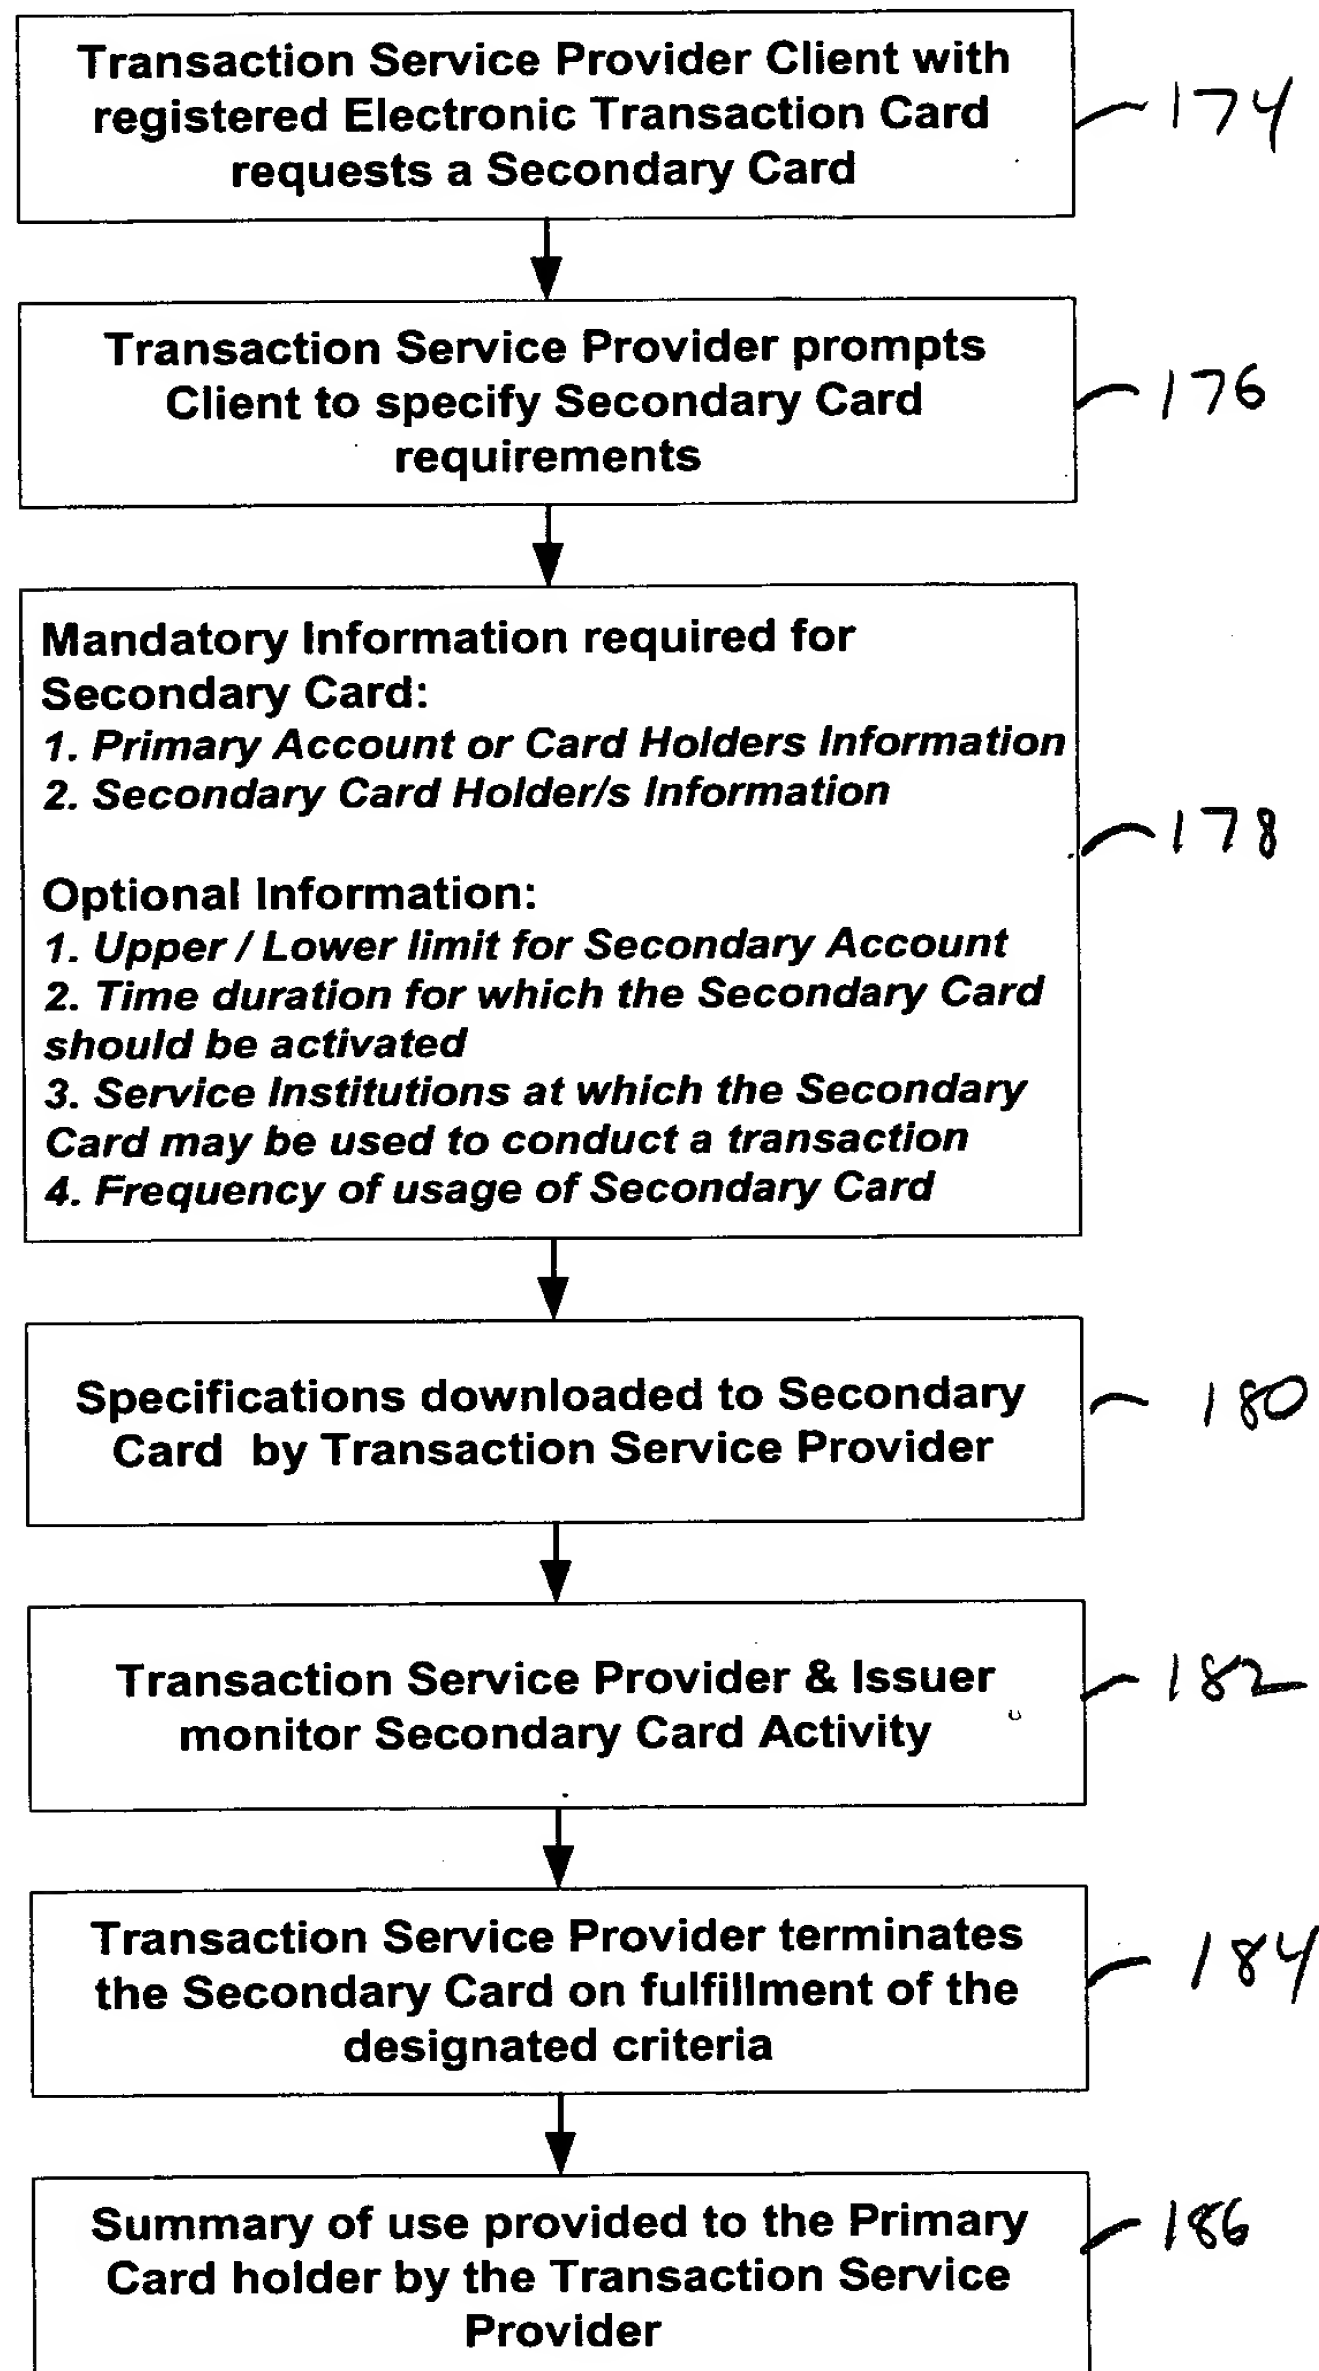 Transaction Service Provider Client with
registered Electronic Transaction Card
requests a Secondary Card
174
Transaction Service Provider prompts
Client to specify Secondary Card
requirements
176
Mandatory Information required for
Secondary Card:
1. Primary Account or Card Holders Information
2. Secondary Card Holder/s Information
178
Optional Information:
1. Upper / Lower limit for Secondary Account
2. Time duration for which the Secondary Card
should be activated
3. Service Institutions at which the Secondary
Card may be used to conduct a transaction
4. Frequency of usage of Secondary Card
Specifications downloaded to Secondary
Card by Transaction Service Provider
180
Transaction Service Provider & Issuer
monitor Secondary Card Activity
182
Transaction Service Provider terminates
the Secondary Card on fulfillment of the
designated criteria
184
Summary of use provided to the Primary
Card holder by the Transaction Service
Provider
186